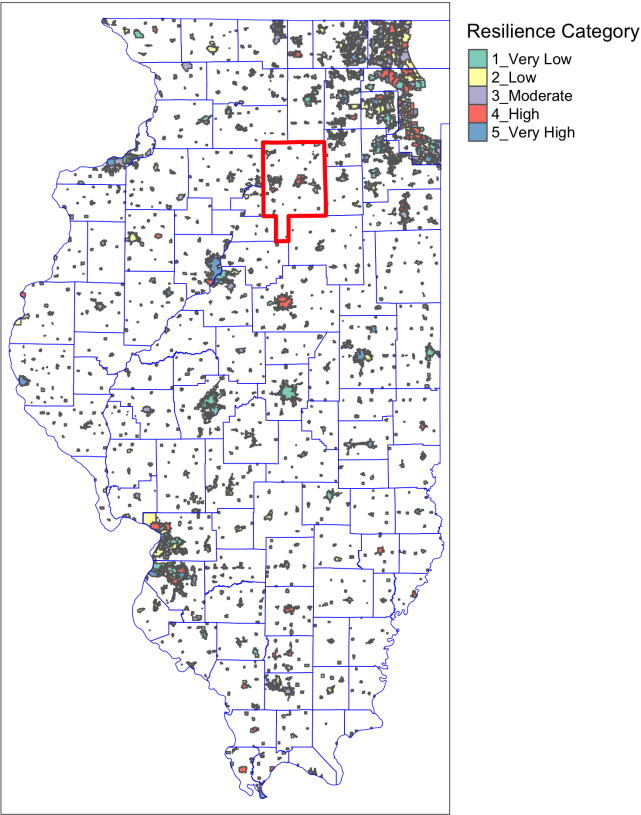 Resilience Category
1_Very Low
2_Low
3_Moderate
4_High
5_Very High